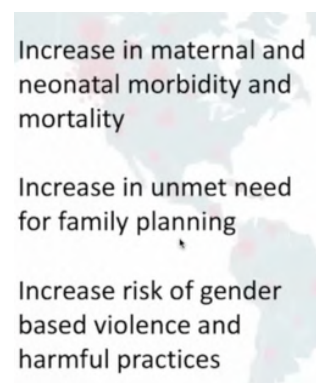 Increase in maternal and
neonatal morbidity and
mortality
Increase in unmet need
for family planning
Increase risk of gender
based violence and
harmful practices